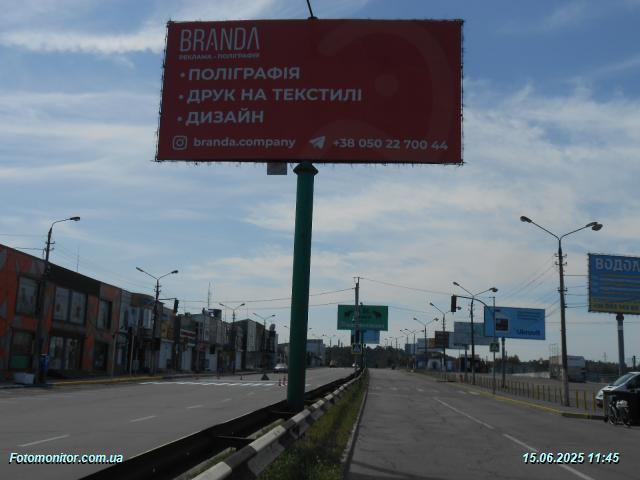 BRANDA
РЕКЛАМА - ПОЛІГРАФІЯ
• ПОЛІГРАФІЯ
• ДРУК НА ТЕКСТИЛІ
• ДИЗАЙН
branda.company +38 050 22 700 44
ВОДОЛ
Fotomonitor.com.ua
15.06.2025 11:45